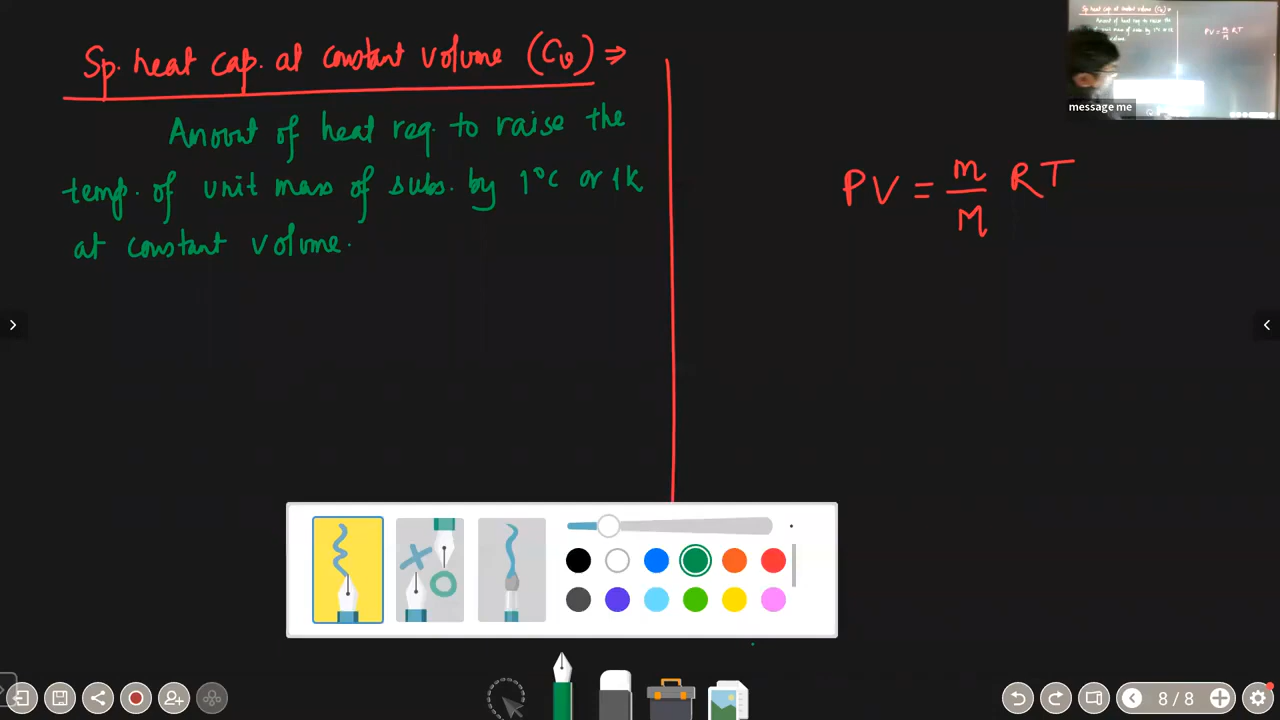 Sp. heat cap. at constant volume (Cv) ⇒
Amount of heat req. to raise the
temp. of unit mass of subs. by 1°C or 1K
at constant volume.
PV = m/M RT
message me
8 / 8